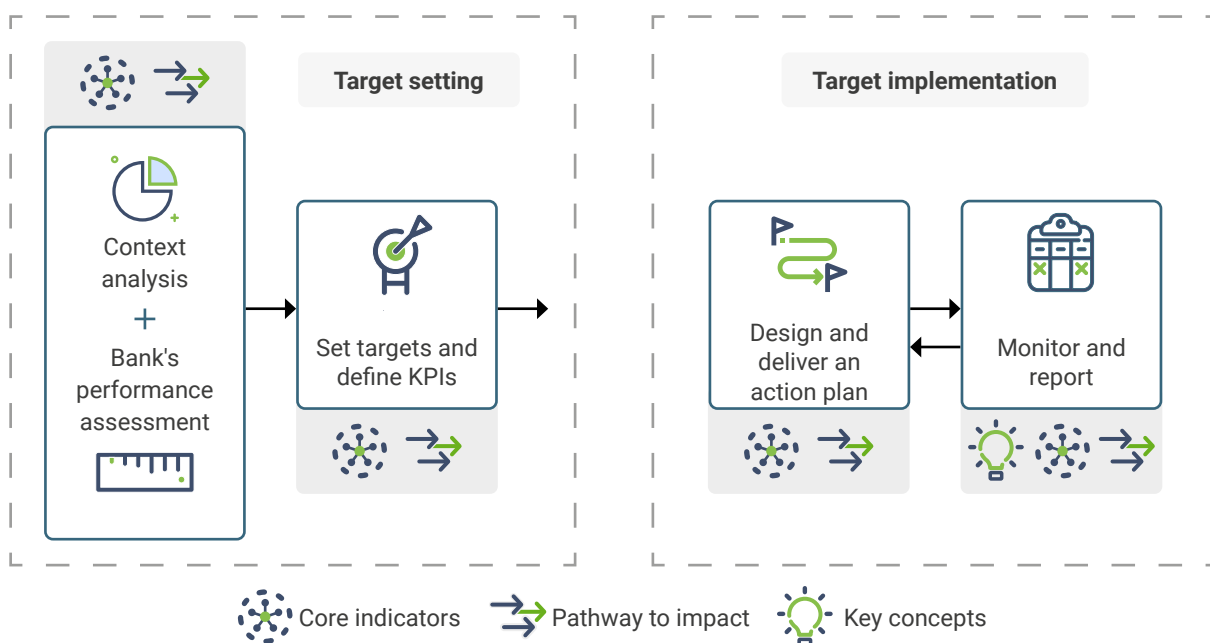 Target setting
Context
analysis
+
Bank's
performance
assessment
Set targets and
define KPIs
Target implementation
Design and
deliver an
action plan
Monitor and
report
Core indicators
Pathway to impact
Key concepts